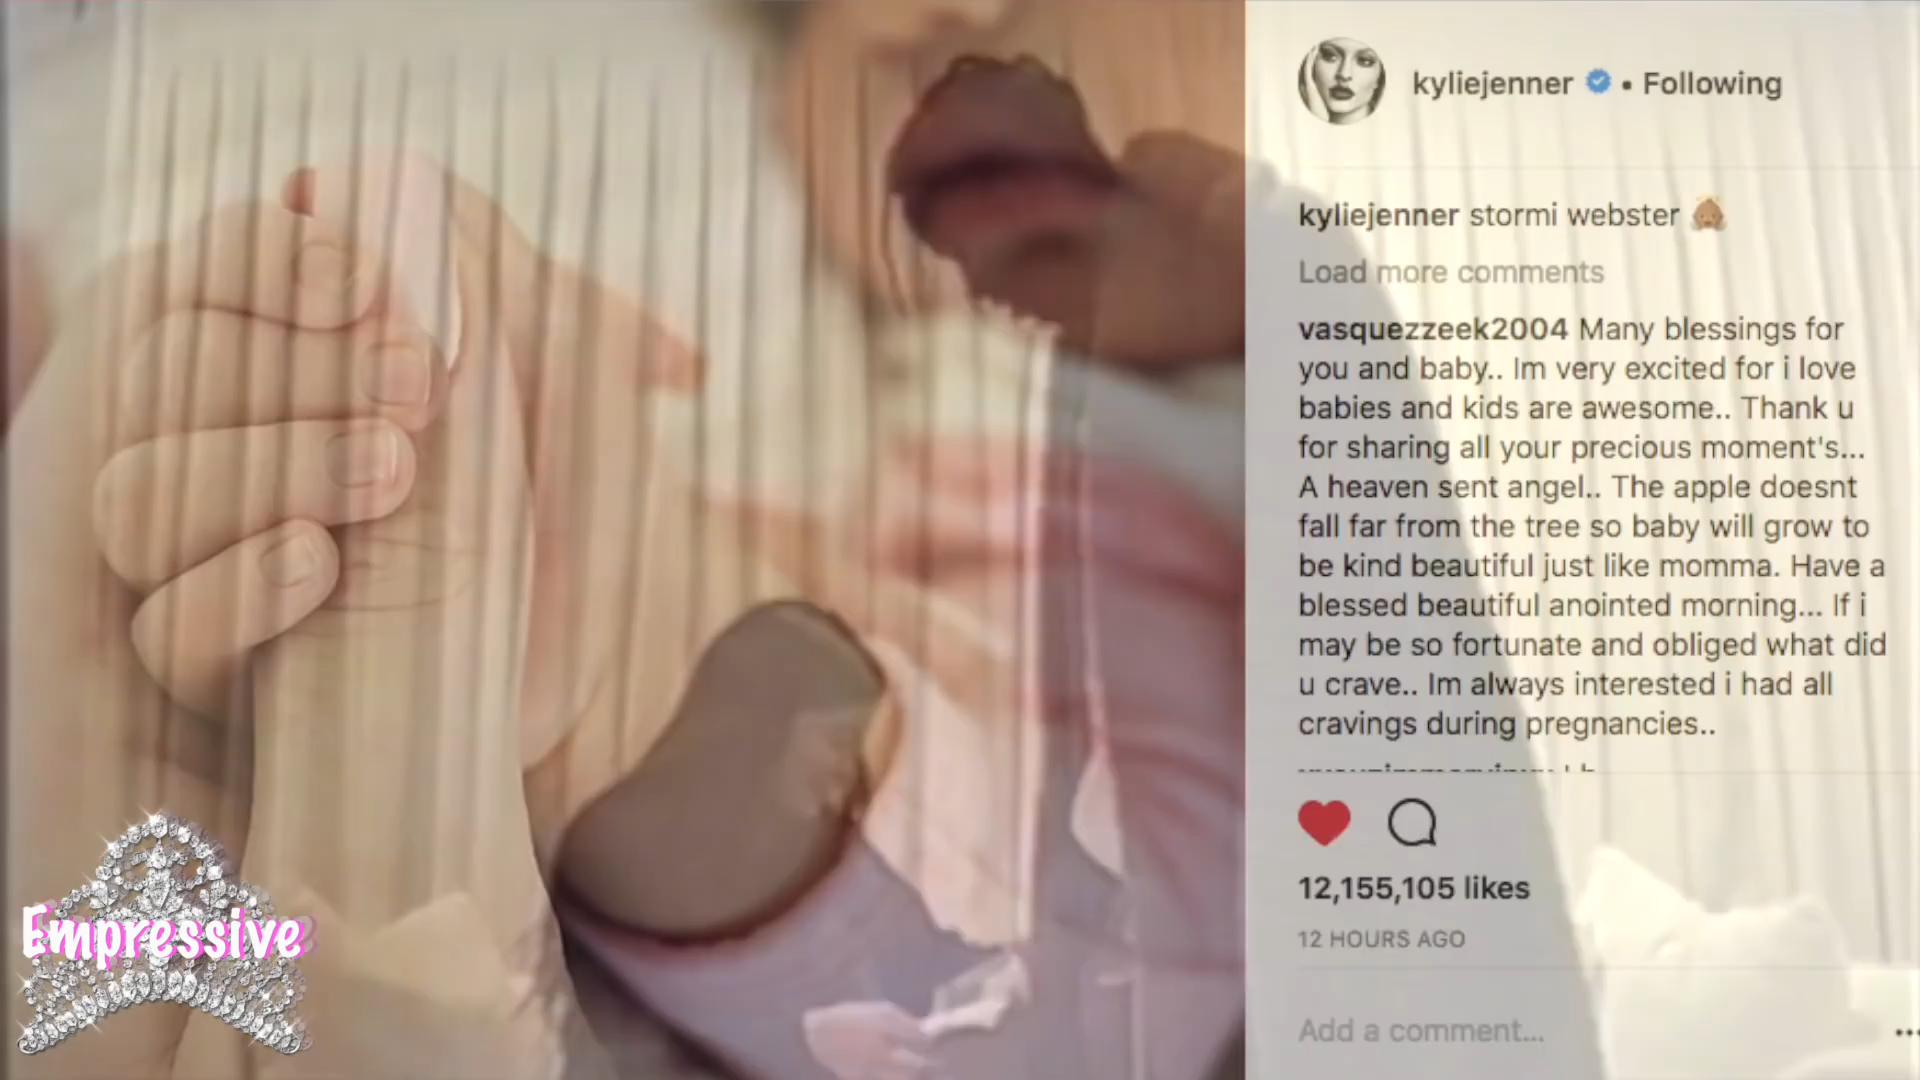 kyliejenner • Following
kyliejenner stormi webster
Load more comments
vasquezzeek2004 Many blessings for
you and baby.. Im very excited for i love
babies and kids are awesome.. Thank u
for sharing all your precious moment's...
A heaven sent angel.. The apple doesnt
fall far from the tree so baby will grow to
be kind beautiful just like momma. Have a
blessed beautiful anointed morning... If i
may be so fortunate and obliged what did
u crave.. Im always interested i had all
cravings during pregnancies..
12,155,105 likes
12 HOURS AGO
Add a comment...
Empressive